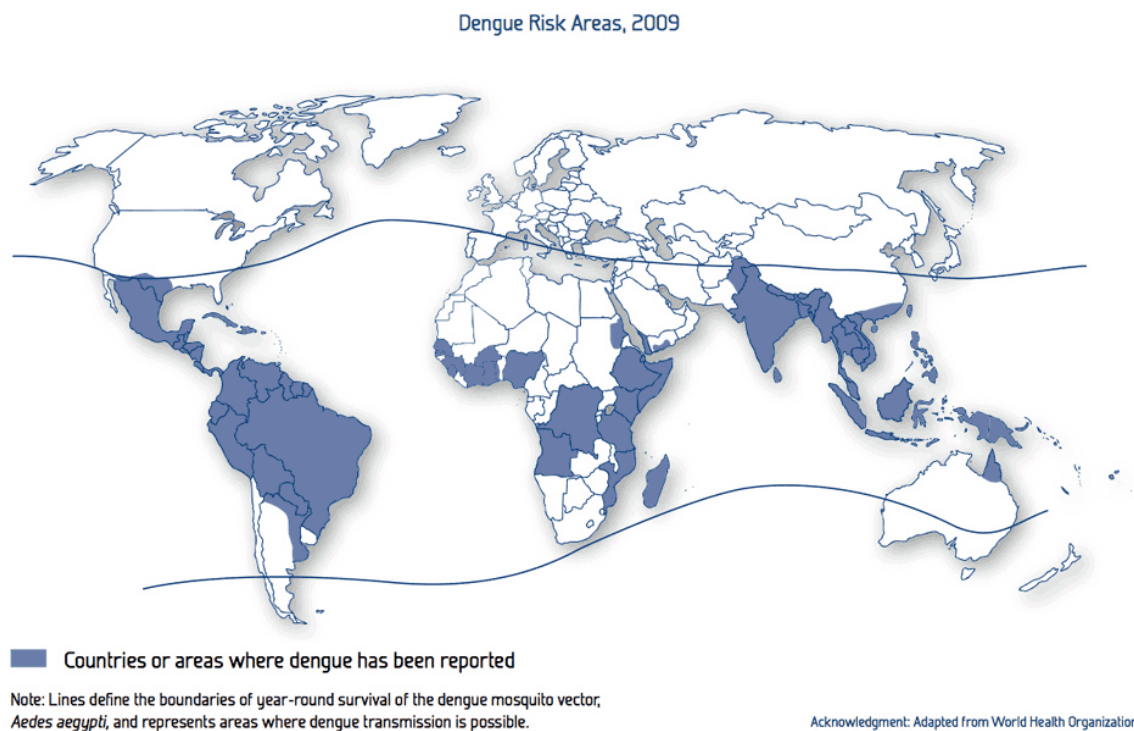 Dengue Risk Areas, 2009
Countries or areas where dengue has been reported
Note: Lines define the boundaries of year-round survival of the dengue mosquito vector,
Aedes aegypti, and represents areas where dengue transmission is possible.
Acknowledgment: Adapted from World Health Organization